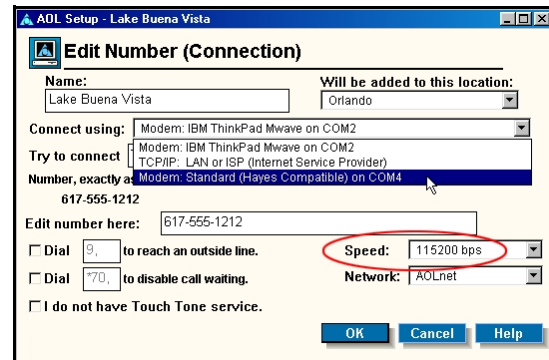 AOL Setup - Lake Buena Vista
Edit Number (Connection)
Name:
Will be added to this location:
Lake Buena Vista
Orlando
Connect using:
Modem: IBM ThinkPad Mwave on COM2
Modem: IBM ThinkPad Mwave on COM2
Try to connect
TCP/IP: LAN or ISP (Internet Service Provider)
Number, exactly as
Modem: Standard (Hayes Compatible) on COM4
617-555-1212
Edit number here:
617-555-1212
Dial 9, to reach an outside line.
Speed: 115200 bps
Dial *70, to disable call waiting.
Network: AOLnet
I do not have Touch Tone service.
OK Cancel Help